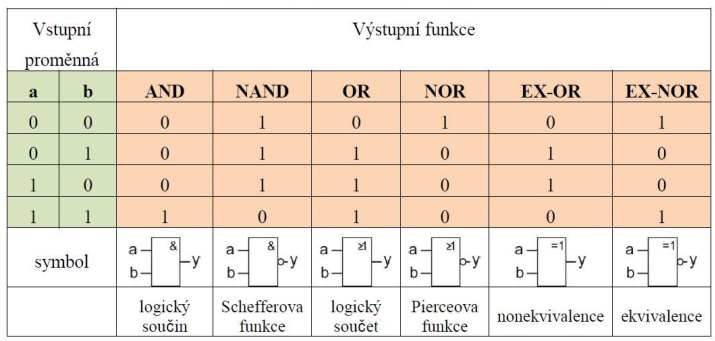 Vstupní proměnná Výstupní funkce
a b AND NAND OR NOR EX-OR EX-NOR
0 0 0 1 0 1 0 1
0 1 0 1 1 0 1 0
1 0 0 1 1 0 1 0
1 1 1 0 1 0 0 1
symbol a b & y a b & y a b ≥1 y a b ≥1 y a b =1 y a b =1 y
logický součin Schefferova funkce logický součet Pierceova funkce nonekvivalence ekvivalence